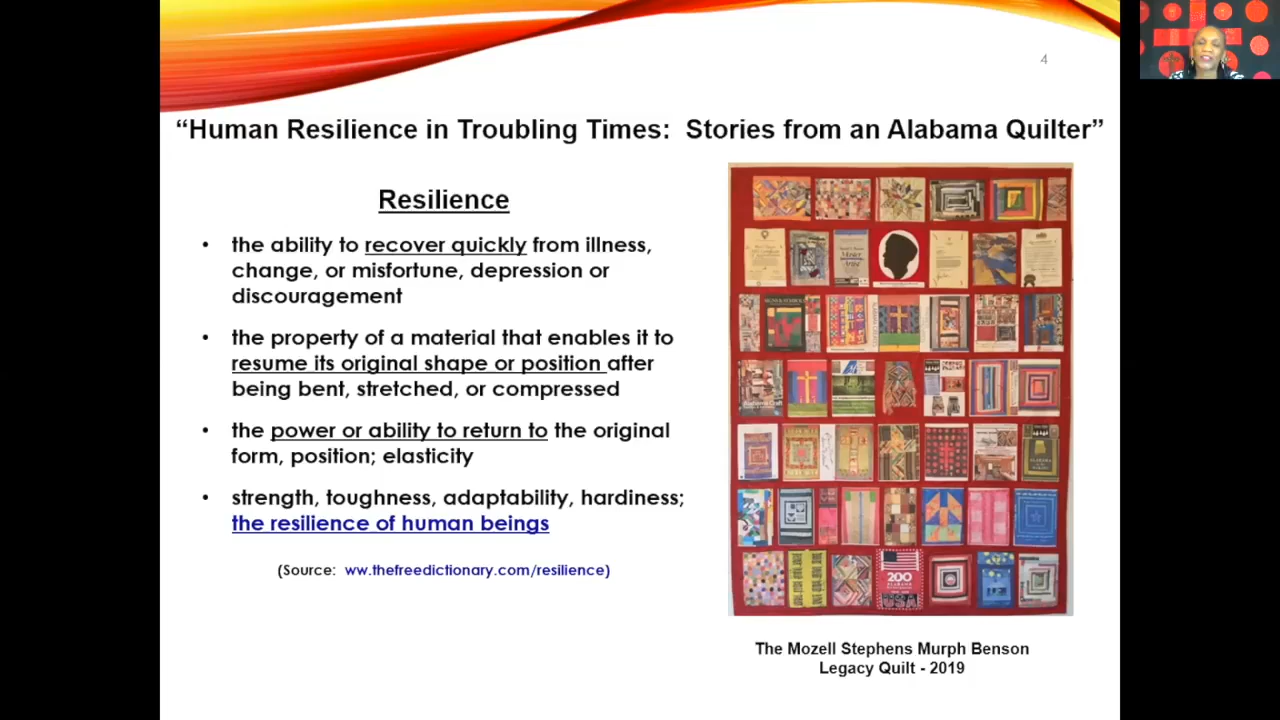 4
“Human Resilience in Troubling Times: Stories from an Alabama Quilter”
Resilience
• the ability to recover quickly from illness,
change, or misfortune, depression or
discouragement
• the property of a material that enables it to
resume its original shape or position after
being bent, stretched, or compressed
• the power or ability to return to the original
form, position; elasticity
• strength, toughness, adaptability, hardiness;
the resilience of human beings
(Source: ww.thefreedictionary.com/resilience)
200
ALABAMA
USA
The Mozell Stephens Murph Benson
Legacy Quilt - 2019